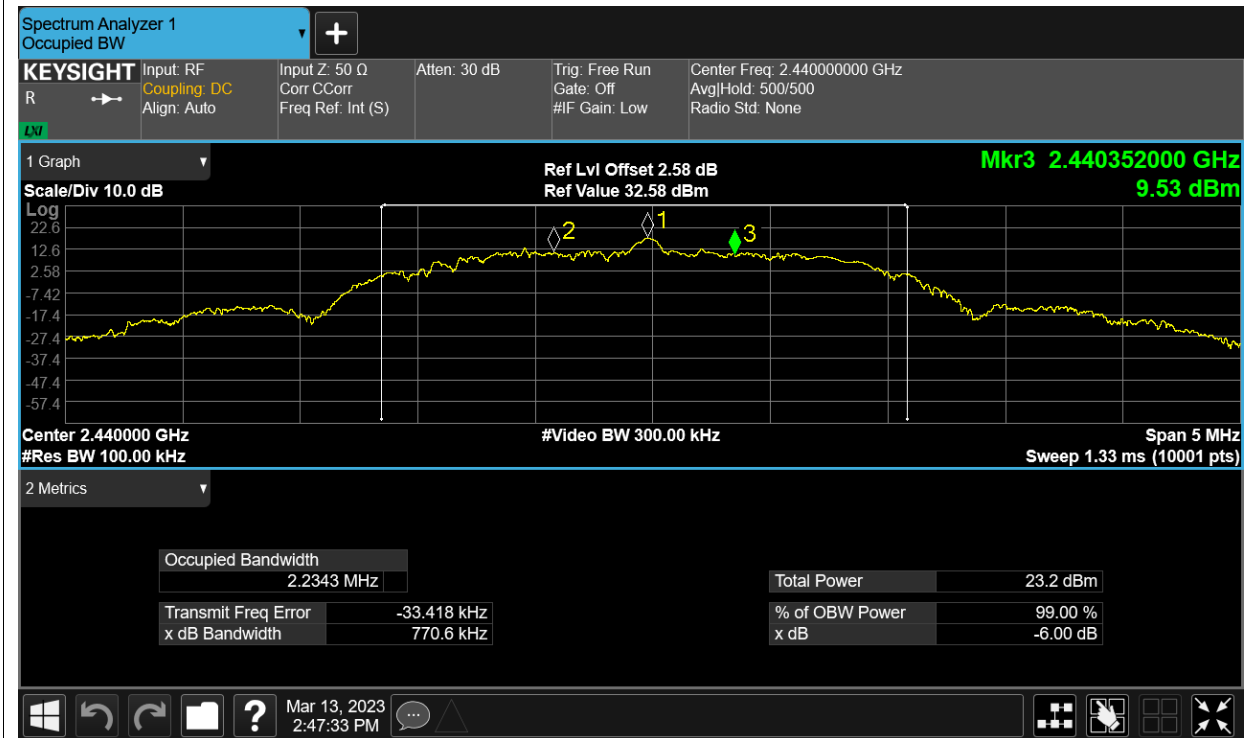 Spectrum Analyzer 1
Occupied BW
▼
+
KEYSIGHT
R
LXI
Input: RF
Coupling: DC
Align: Auto
Input Z: 50 Ω
Corr CCorr
Freq Ref: Int (S)
Atten: 30 dB
Trig: Free Run
Gate: Off
#IF Gain: Low
Center Freq: 2.440000000 GHz
Avg|Hold: 500/500
Radio Std: None
1 Graph ▼
Scale/Div 10.0 dB
Ref Lvl Offset 2.58 dB
Ref Value 32.58 dBm
Mkr3 2.440352000 GHz
9.53 dBm
Log
22.6
12.6
2.58
-7.42
-17.4
-27.4
-37.4
-47.4
-57.4
2
1
3
Center 2.440000 GHz
#Res BW 100.00 kHz
#Video BW 300.00 kHz
Span 5 MHz
Sweep 1.33 ms (10001 pts)
2 Metrics ▼
Occupied Bandwidth
2.2343 MHz
Transmit Freq Error -33.418 kHz
x dB Bandwidth 770.6 kHz
Total Power 23.2 dBm
% of OBW Power 99.00 %
x dB -6.00 dB
?
Mar 13, 2023
2:47:33 PM